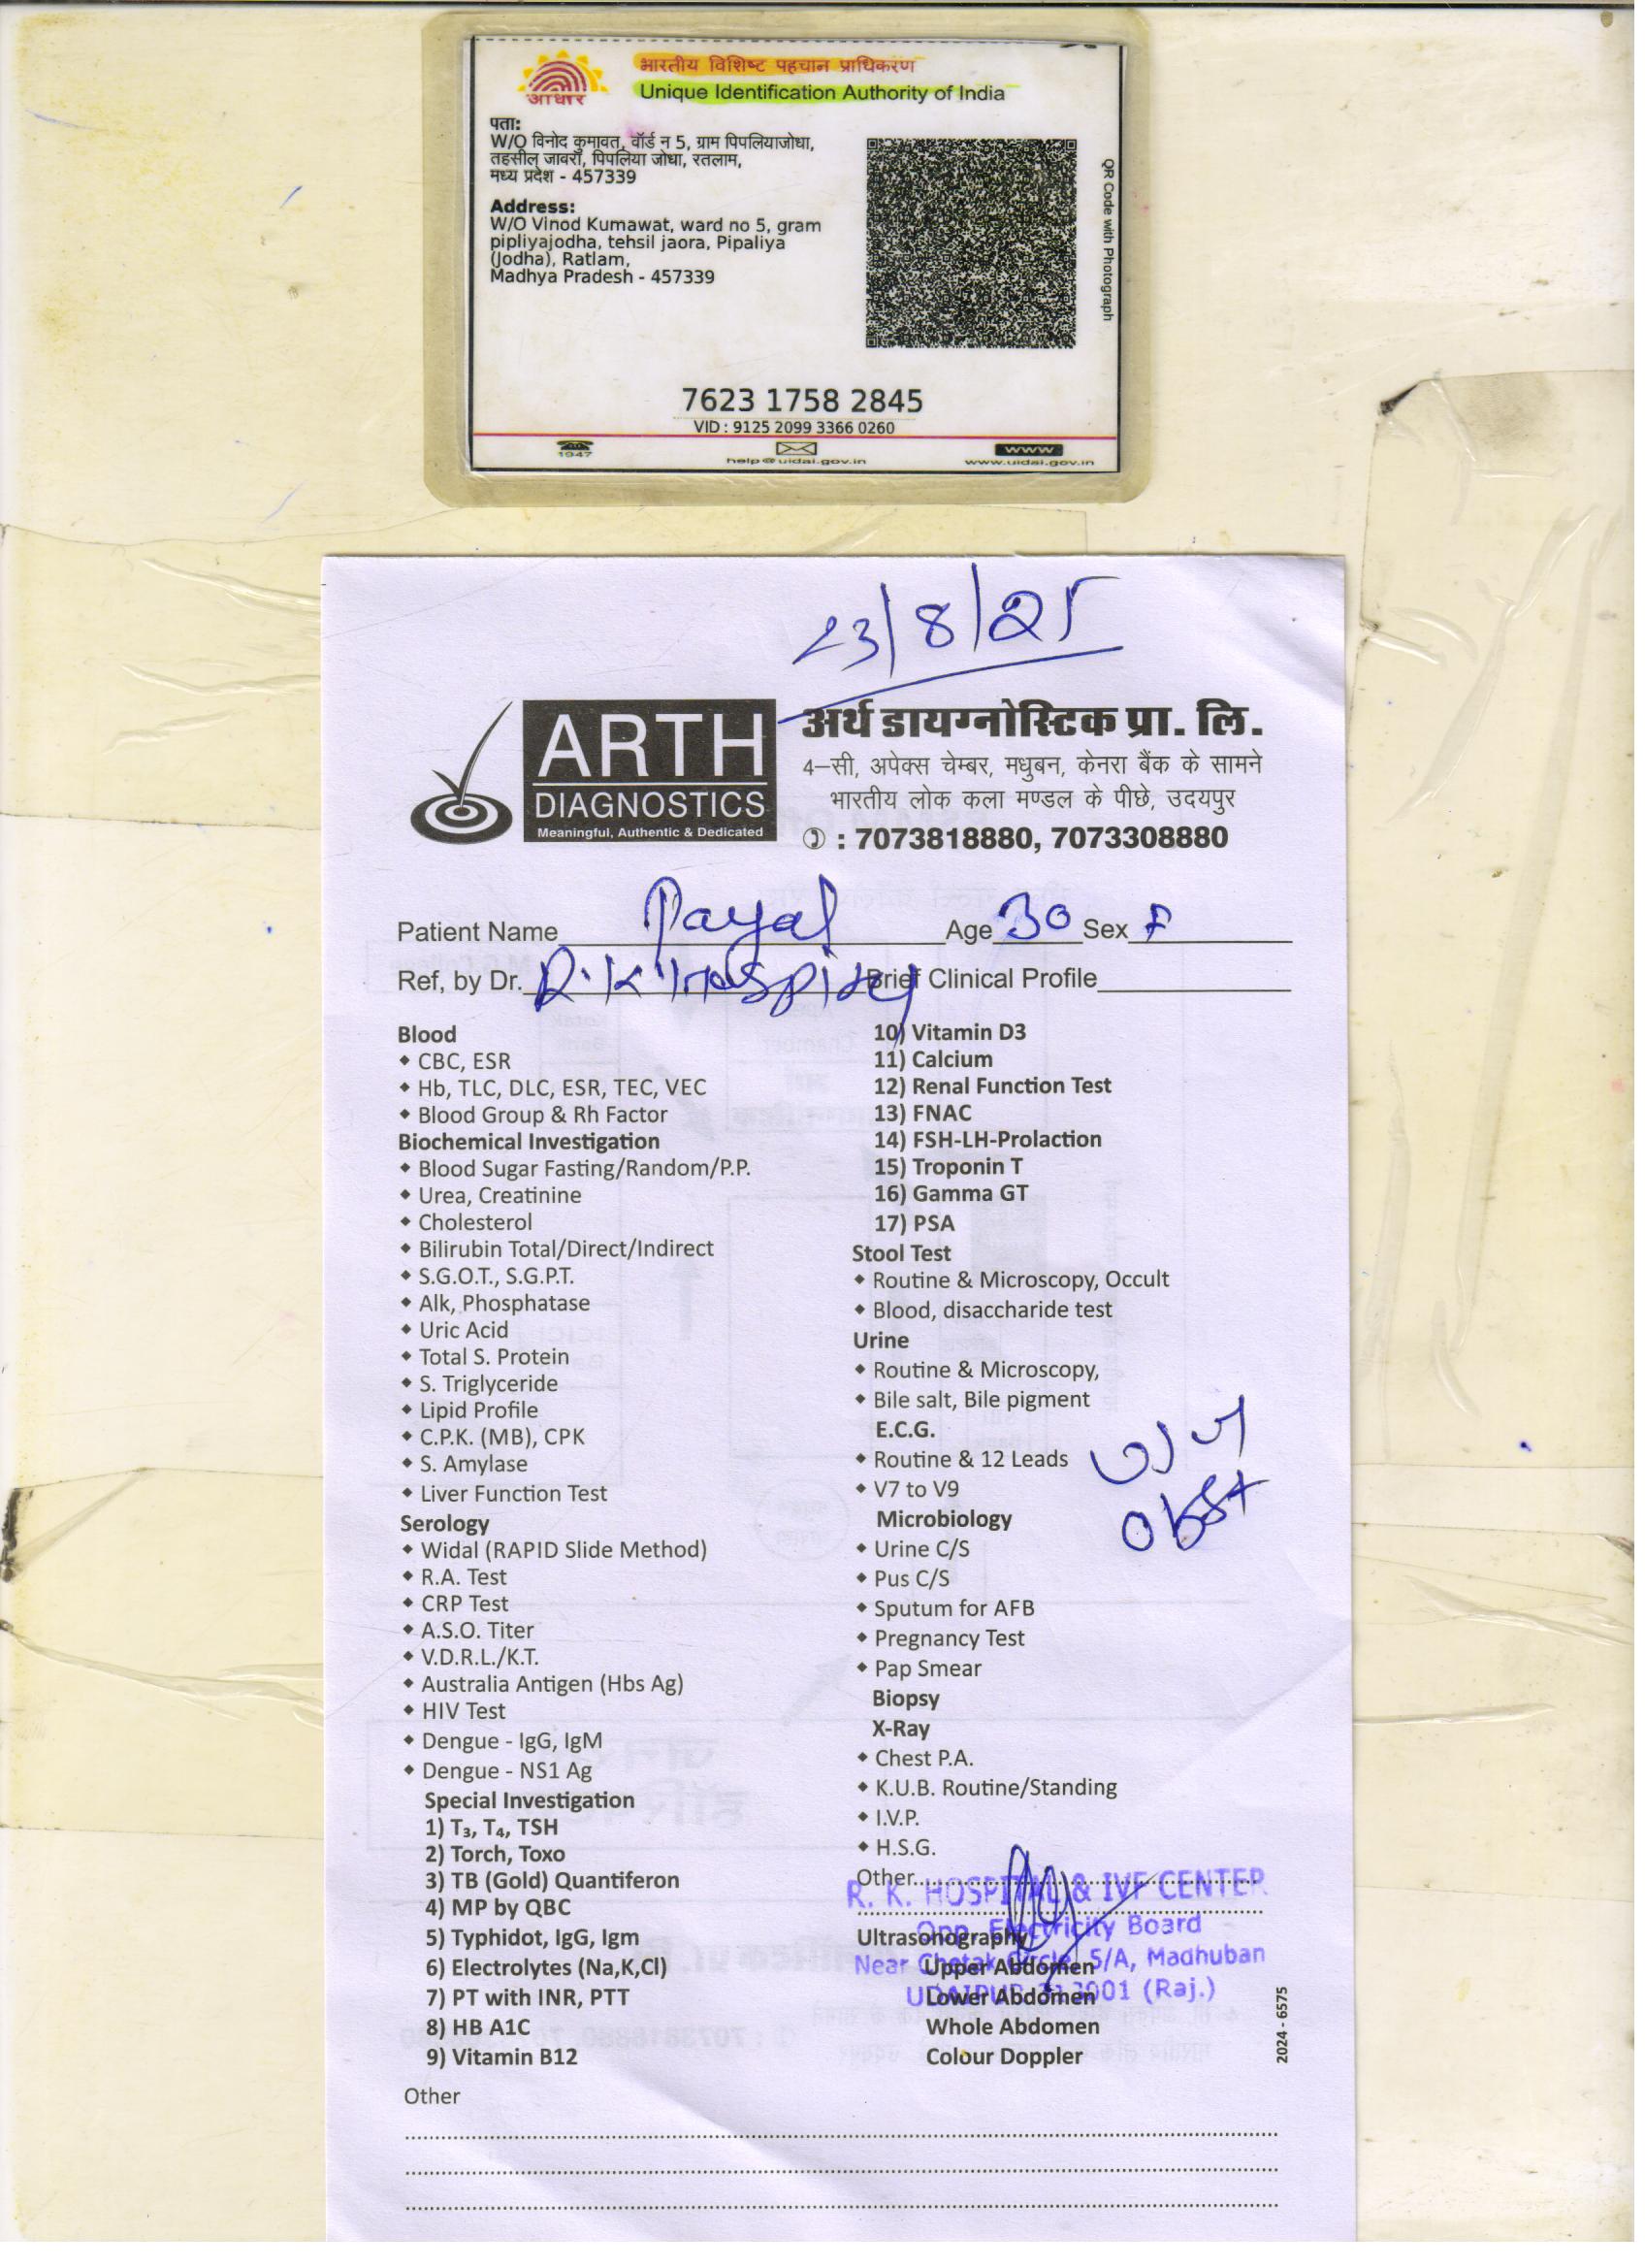 भारतीय विशिष्ट पहचान प्राधिकरण
Unique Identification Authority of India
आधार
पता:
W/O विनोद कुमावत, वॉर्ड न 5, ग्राम पिपलियाजोधा,
तहसील जावरा, पिपलिया जोधा, रतलाम,
मध्य प्रदेश - 457339
Address:
W/O Vinod Kumawat, ward no 5, gram
pipliyajodha, tehsil jaora, Pipaliya
(Jodha), Ratlam,
Madhya Pradesh - 457339
QR Code with Photograph
7623 1758 2845
VID : 9125 2099 3366 0260
1947
help@uidai.gov.in
www
www.uidai.gov.in
23/8/25
ARTH
DIAGNOSTICS
Meaningful, Authentic & Dedicated
अर्थ डायग्नोस्टिक प्रा. लि.
4–सी, अपेक्स चेम्बर, मधुबन, केनरा बैंक के सामने
भारतीय लोक कला मण्डल के पीछे, उदयपुर
: 7073818880, 7073308880
Patient Name Payal Age 30 Sex F
Ref, by Dr. R.K Hospital Brief Clinical Profile
Blood
CBC, ESR
Hb, TLC, DLC, ESR, TEC, VEC
Blood Group & Rh Factor
Biochemical Investigation
Blood Sugar Fasting/Random/P.P.
Urea, Creatinine
Cholesterol
Bilirubin Total/Direct/Indirect
S.G.O.T., S.G.P.T.
Alk, Phosphatase
Uric Acid
Total S. Protein
S. Triglyceride
Lipid Profile
C.P.K. (MB), CPK
S. Amylase
Liver Function Test
Serology
Widal (RAPID Slide Method)
R.A. Test
CRP Test
A.S.O. Titer
V.D.R.L./K.T.
Australia Antigen (Hbs Ag)
HIV Test
Dengue - IgG, IgM
Dengue - NS1 Ag
Special Investigation
1) T₃, T₄, TSH
2) Torch, Toxo
3) TB (Gold) Quantiferon
4) MP by QBC
5) Typhidot, IgG, Igm
6) Electrolytes (Na,K,Cl)
7) PT with INR, PTT
8) HB A1C
9) Vitamin B12
Other
10) Vitamin D3
11) Calcium
12) Renal Function Test
13) FNAC
14) FSH-LH-Prolaction
15) Troponin T
16) Gamma GT
17) PSA
Stool Test
Routine & Microscopy, Occult
Blood, disaccharide test
Urine
Routine & Microscopy,
Bile salt, Bile pigment
E.C.G.
Routine & 12 Leads
V7 to V9
Obst
Microbiology
Urine C/S
Pus C/S
Sputum for AFB
Pregnancy Test
Pap Smear
Biopsy
X-Ray
Chest P.A.
K.U.B. Routine/Standing
I.V.P.
H.S.G.
Other
R. K. HOSPITAL & IVF CENTER
Opp. Electricity Board
Near Chetak Circle, 5/A, Madhuban
UDAIPUR-313001 (Raj.)
Ultrasonography
Upper Abdomen
Lower Abdomen
Whole Abdomen
Colour Doppler
2024 - 6575